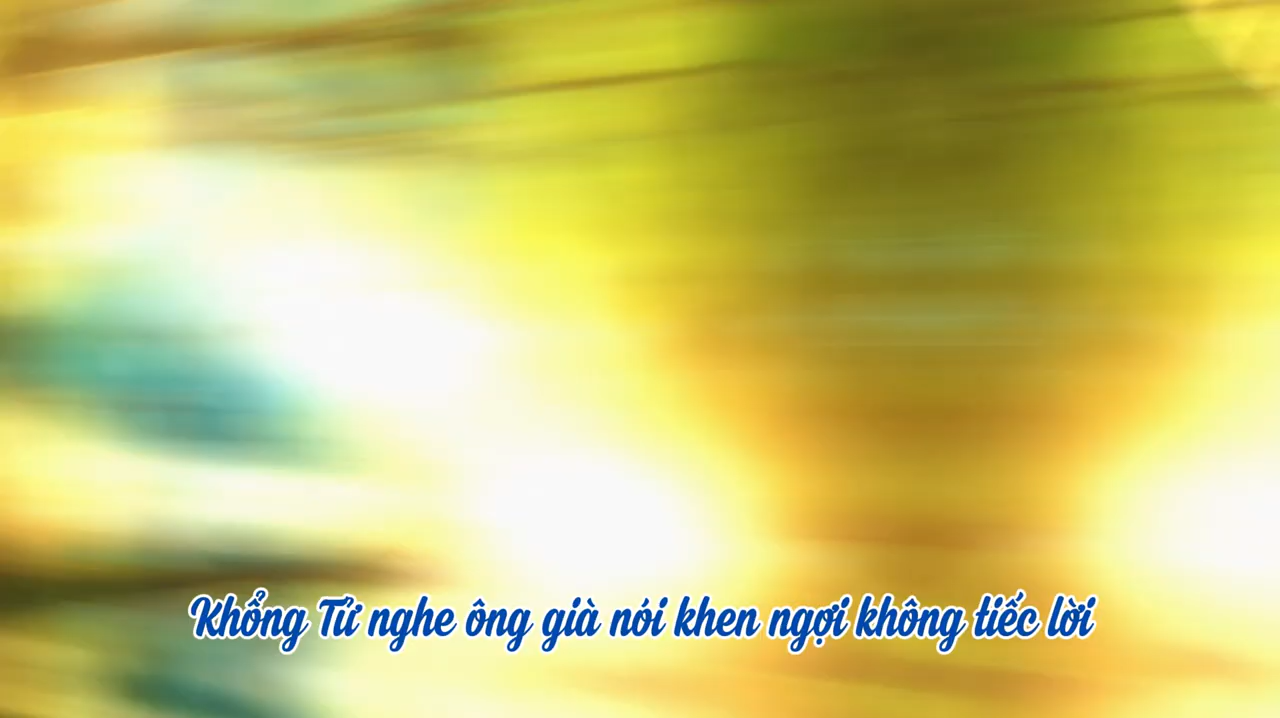 Khổng Tử nghe ông già nói khen ngợi không tiếc lời